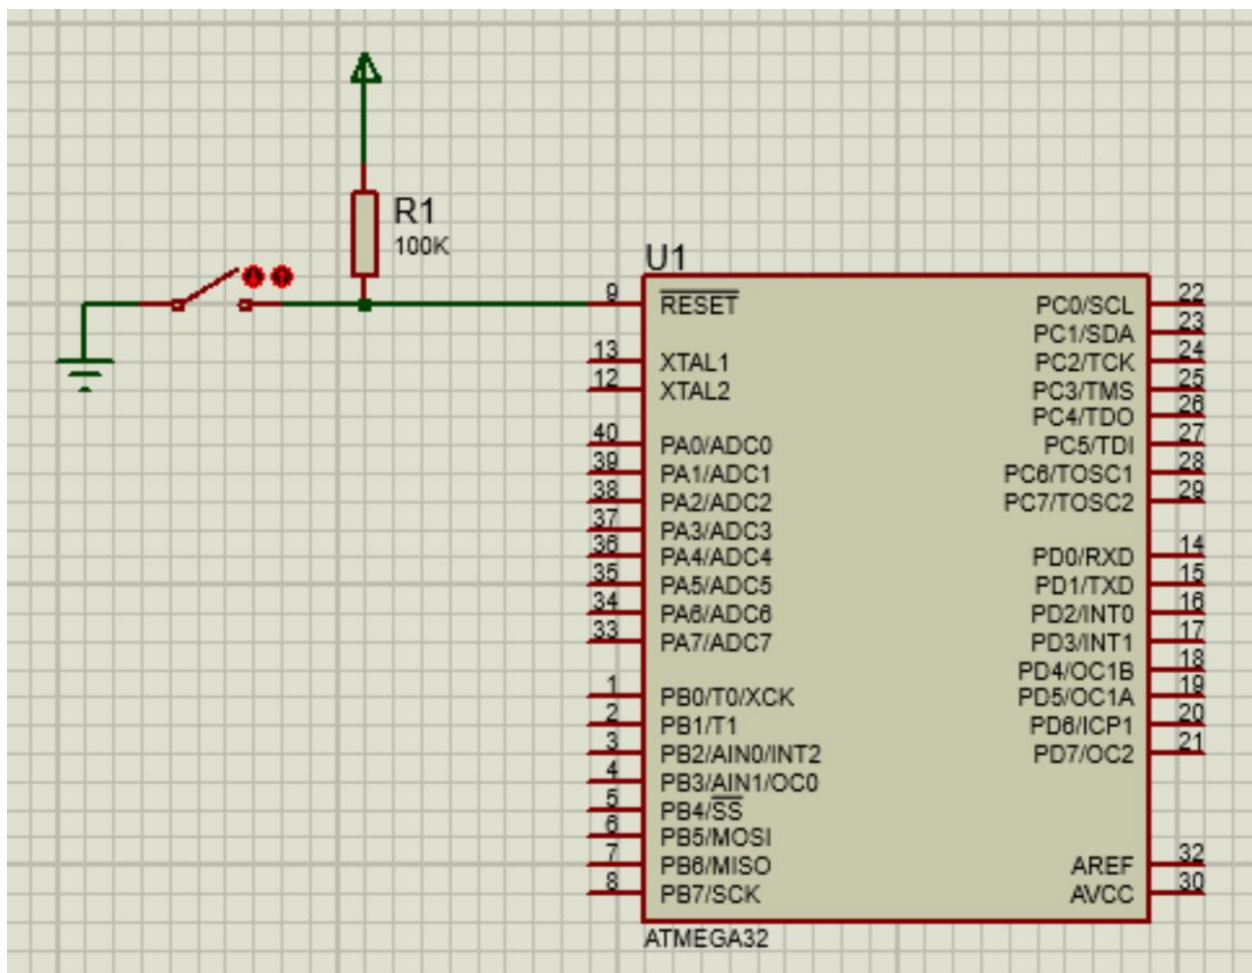 R1
100K
U1
9
RESET
13
XTAL1
12
XTAL2
40
PA0/ADC0
39
PA1/ADC1
38
PA2/ADC2
37
PA3/ADC3
36
PA4/ADC4
35
PA5/ADC5
34
PA6/ADC6
33
PA7/ADC7
1
PB0/T0/XCK
2
PB1/T1
3
PB2/AIN0/INT2
4
PB3/AIN1/OC0
5
PB4/SS
6
PB5/MOSI
7
PB6/MISO
8
PB7/SCK
PC0/SCL
22
PC1/SDA
23
PC2/TCK
24
PC3/TMS
25
PC4/TDO
26
PC5/TDI
27
PC6/TOSC1
28
PC7/TOSC2
29
PD0/RXD
14
PD1/TXD
15
PD2/INT0
16
PD3/INT1
17
PD4/OC1B
18
PD5/OC1A
19
PD6/ICP1
20
PD7/OC2
21
AREF
32
AVCC
30
ATMEGA32